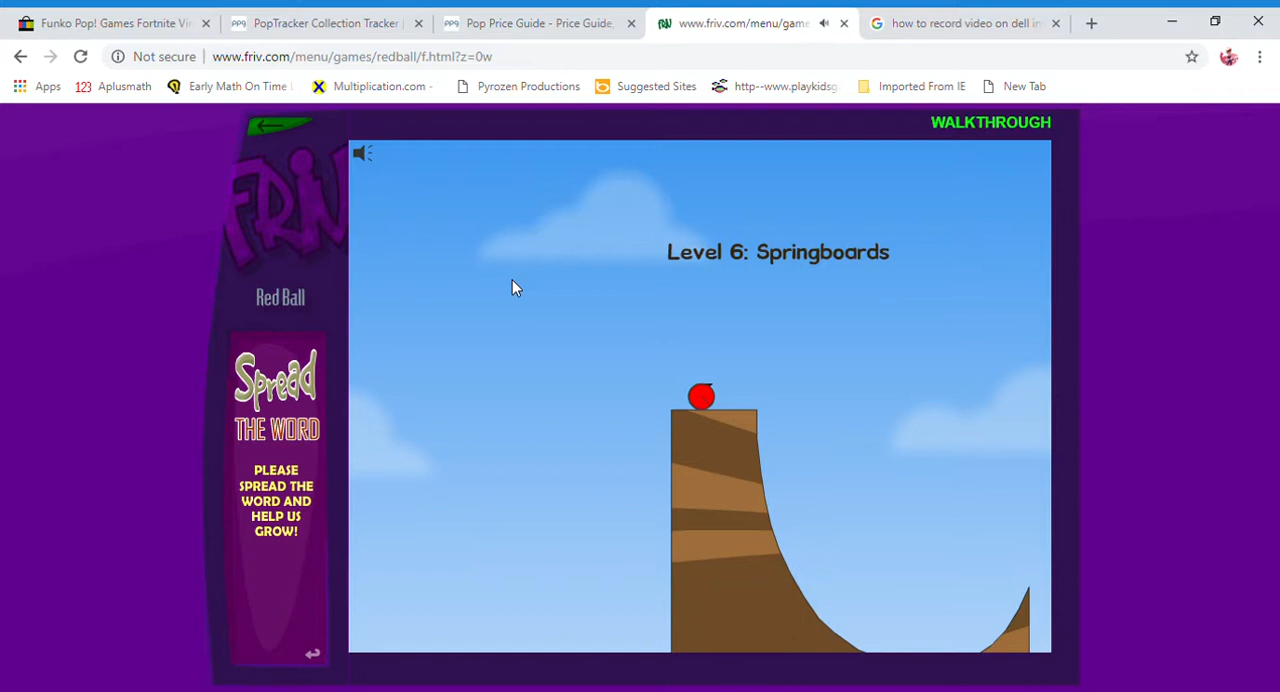 Funko Pop! Games Fortnite Vi
PopTracker Collection Tracker
Pop Price Guide - Price Guide,
www.friv.com/menu/game
how to record video on dell in
Not secure
www.friv.com/menu/games/redball/f.html?z=0w
Apps
123 Aplusmath
Early Math On Time
Multiplication.com -
Pyrozen Productions
Suggested Sites
http--www.playkidsg
Imported From IE
New Tab
WALKTHROUGH
FRIV
Red Ball
Spread
THE WORD
PLEASE
SPREAD THE
WORD AND
HELP US
GROW!
Level 6: Springboards